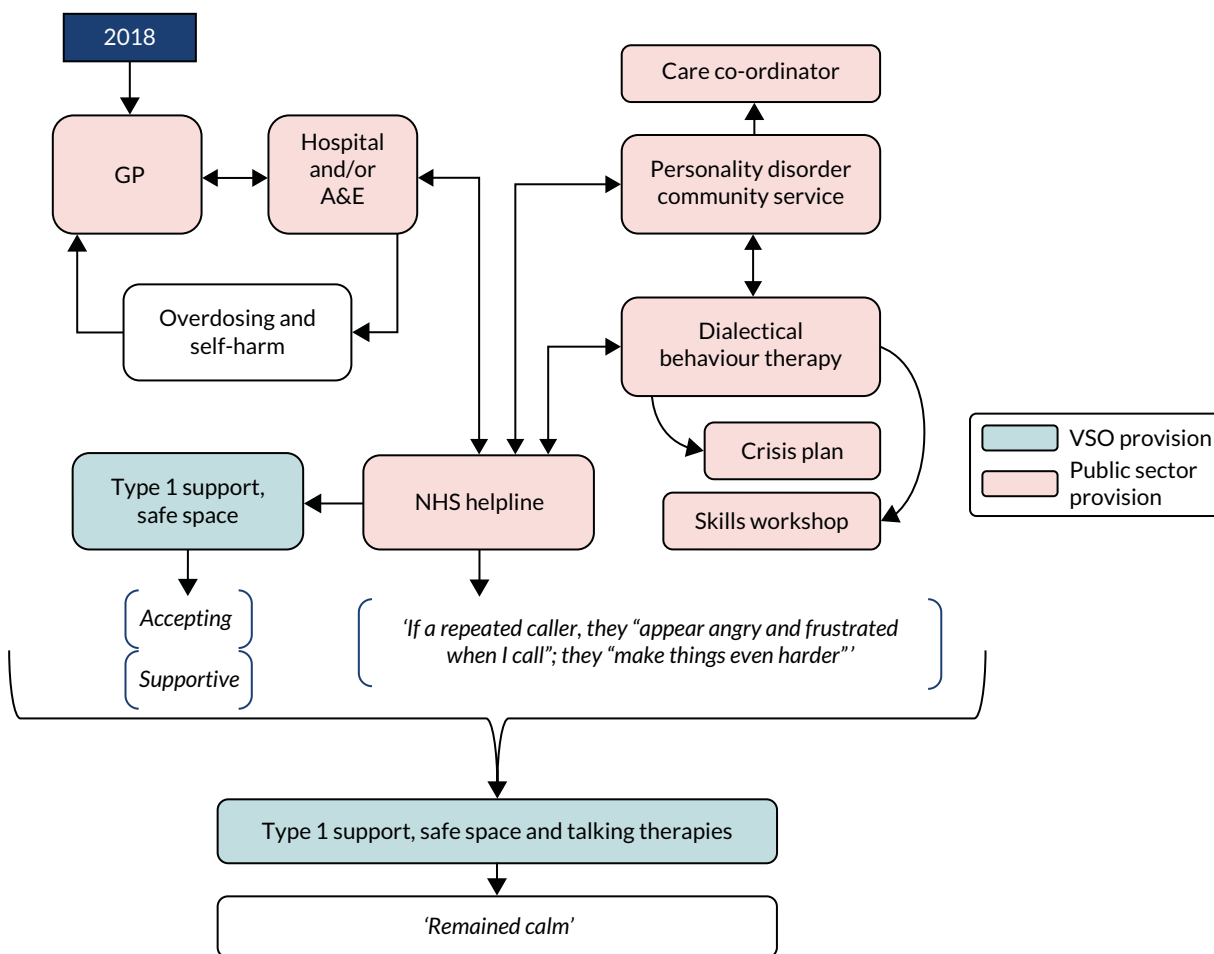 2018
GP
Hospital
and/or
A&E
Overdosing and
self-harm
Care co-ordinator
Personality disorder
community service
Dialectical
behaviour therapy
Crisis plan
Skills workshop
VSO provision
Public sector
provision
Type 1 support,
safe space
NHS helpline
Accepting
Supportive
‘If a repeated caller, they “appear angry and frustrated
when I call”; they “make things even harder”’
Type 1 support, safe space and talking therapies
‘Remained calm’